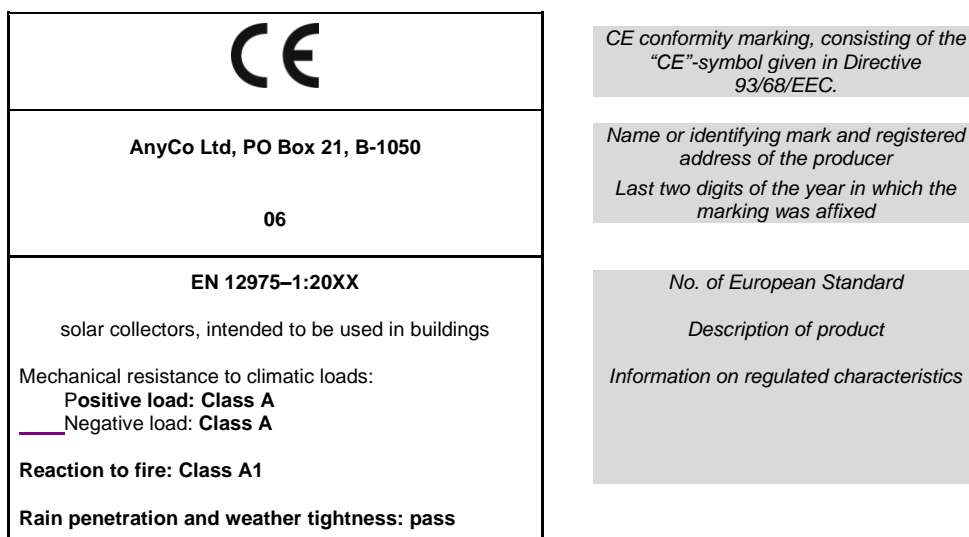 CE
CE conformity marking, consisting of the
“CE”-symbol given in Directive
93/68/EEC.
AnyCo Ltd, PO Box 21, B-1050
Name or identifying mark and registered
address of the producer
06
Last two digits of the year in which the
marking was affixed
EN 12975–1:20XX
No. of European Standard
solar collectors, intended to be used in buildings
Description of product
Mechanical resistance to climatic loads:
Information on regulated characteristics
Positive load: Class A
Negative load: Class A
Reaction to fire: Class A1
Rain penetration and weather tightness: pass